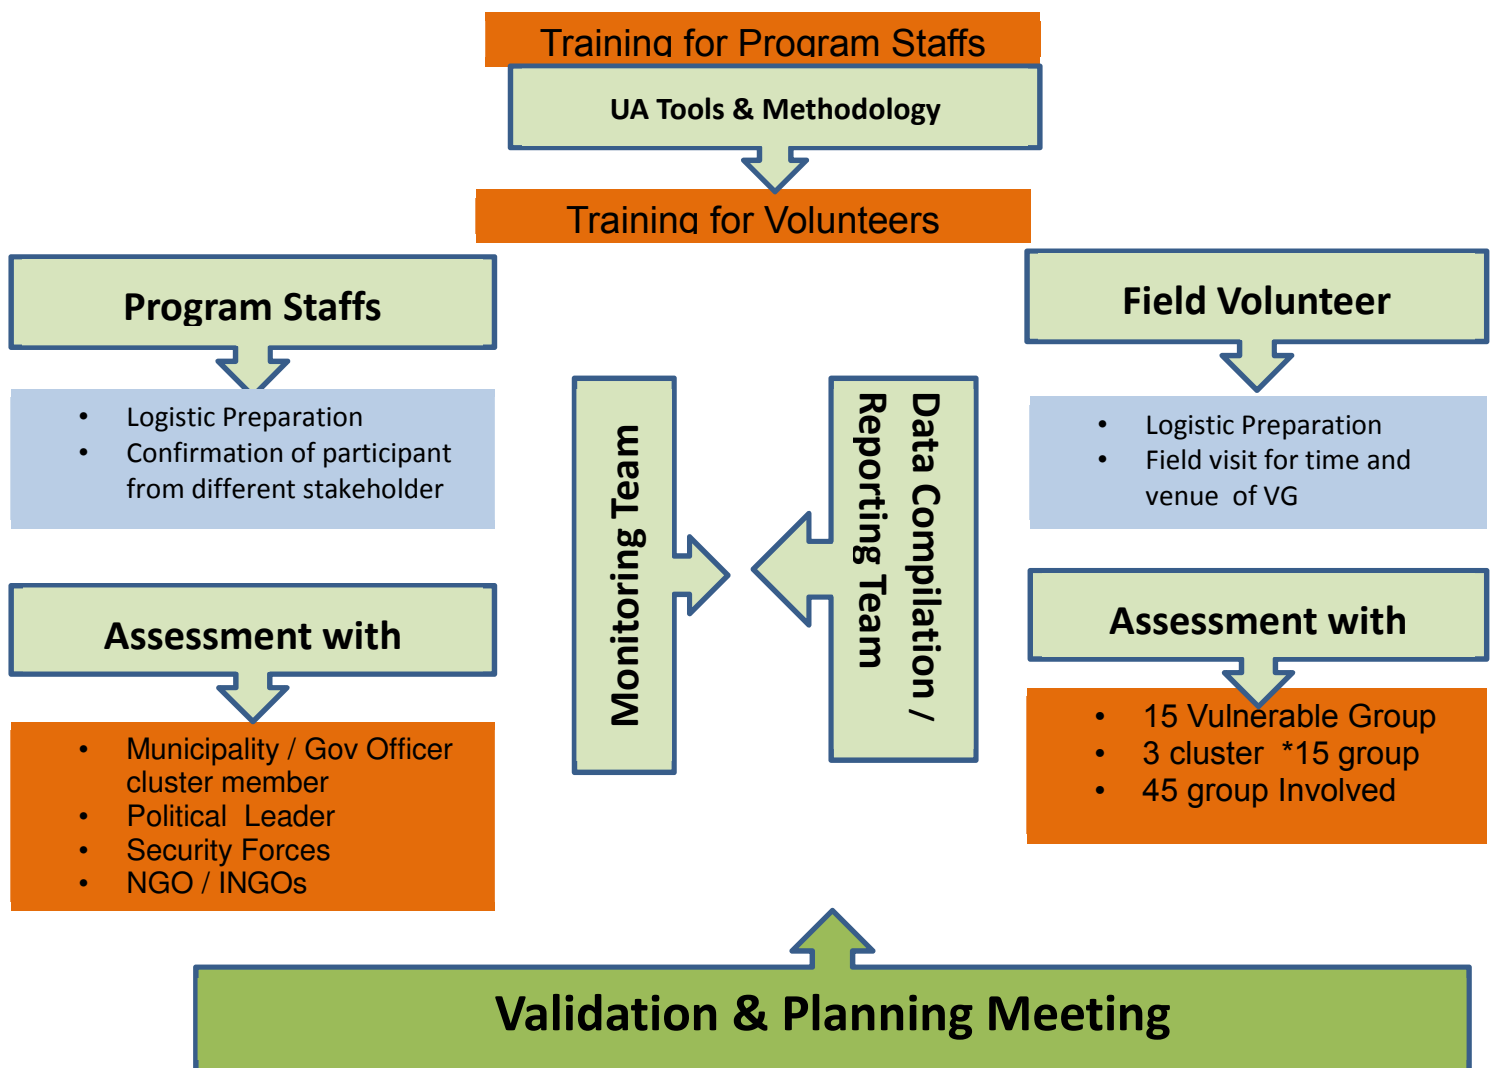 Training for Program Staffs
UA Tools & Methodology
Training for Volunteers
Program Staffs
• Logistic Preparation
• Confirmation of participant
from different stakeholder
Assessment with
• Municipality / Gov Officer
cluster member
• Political Leader
• Security Forces
• NGO / INGOs
Monitoring Team
Data Compilation /
Reporting Team
Field Volunteer
• Logistic Preparation
• Field visit for time and
venue of VG
Assessment with
• 15 Vulnerable Group
• 3 cluster *15 group
• 45 group Involved
Validation & Planning Meeting